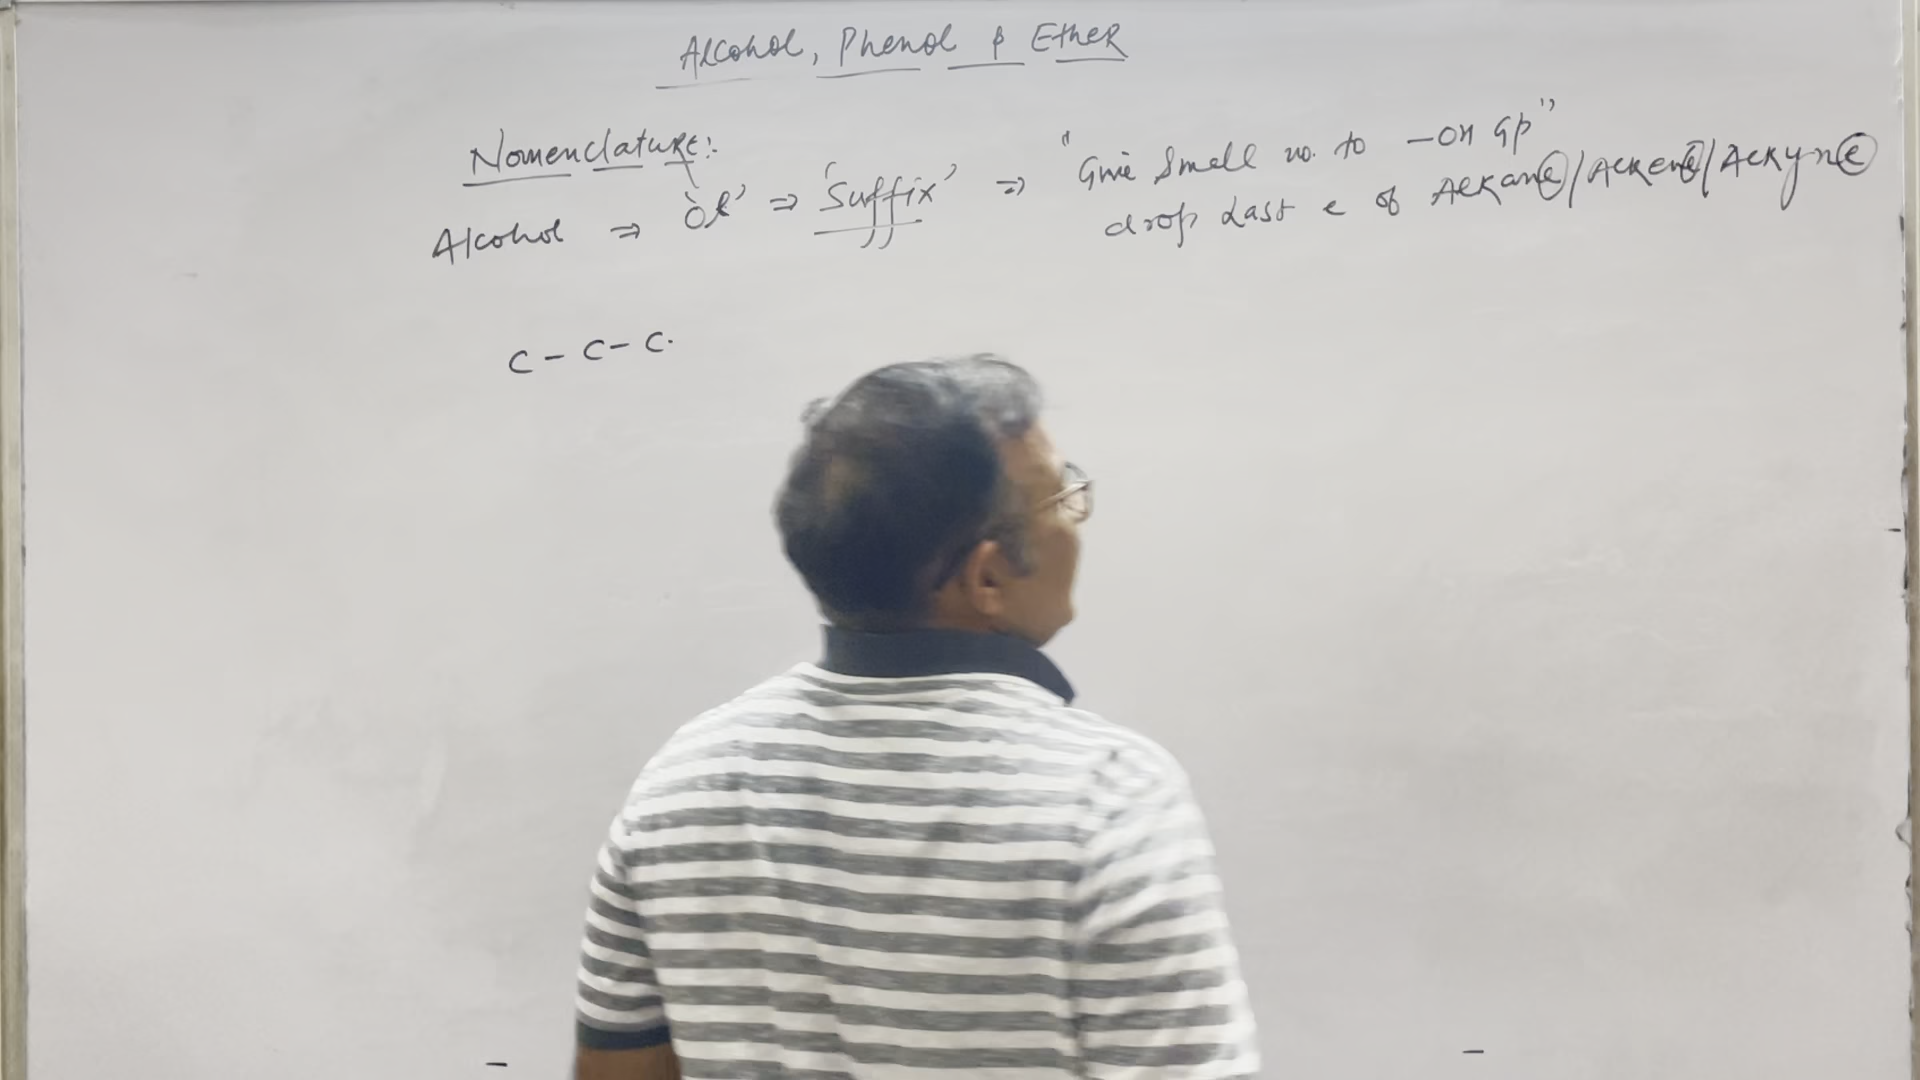 Alcohol, Phenol & Ether
Nomenclature:
Alcohol ⇒ 'ol' ⇒ 'Suffix' ⇒ "Give Small no. to -OH gp"
drop Last e of Alkane/Alkene/Alkyne
C - C - C.